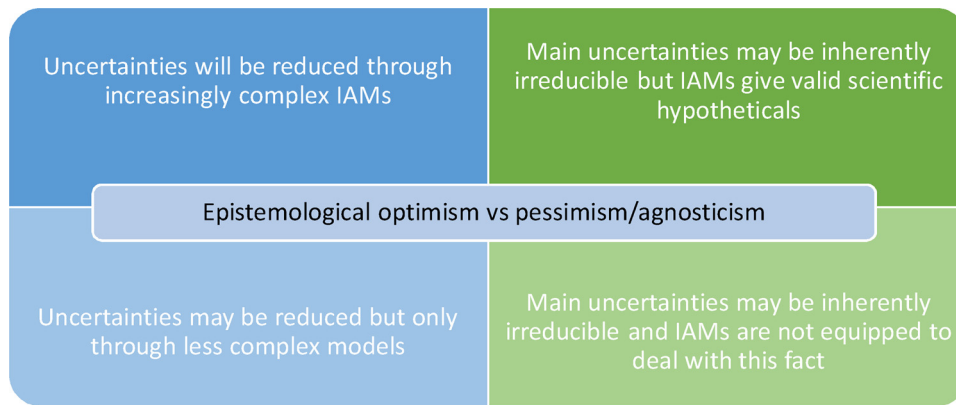 Uncertainties will be reduced through
increasingly complex IAMs
Main uncertainties may be inherently
irreducible but IAMs give valid scientific
hypotheticals
Epistemological optimism vs pessimism/agnosticism
Uncertainties may be reduced but only
through less complex models
Main uncertainties may be inherently
irreducible and IAMs are not equipped to
deal with this fact